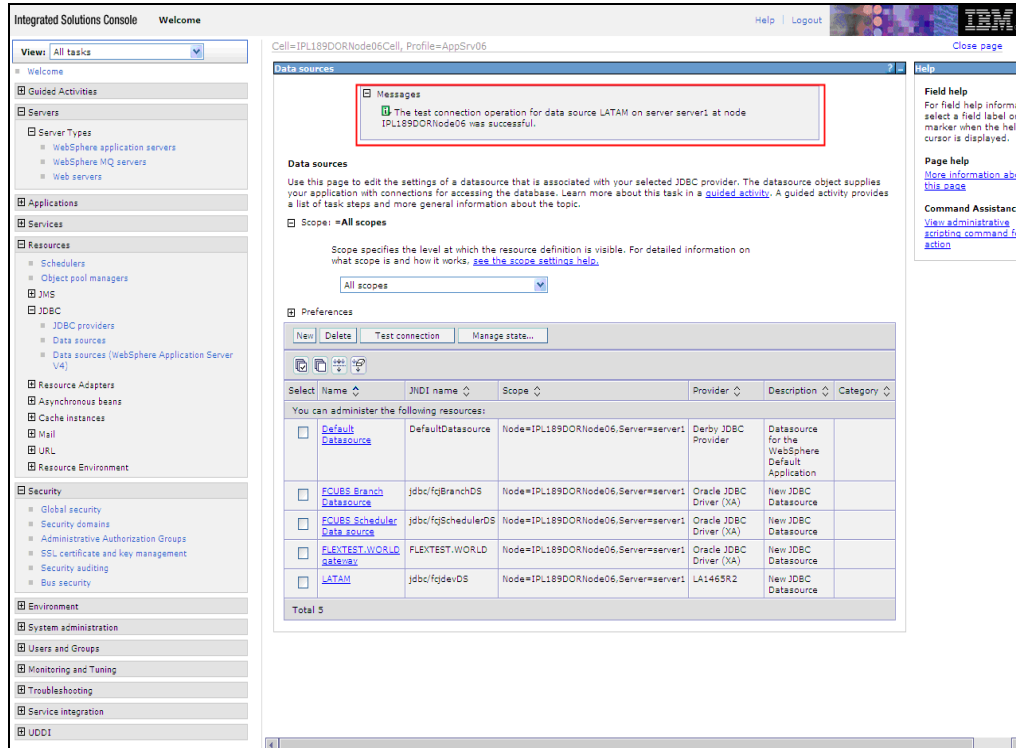 Integrated Solutions Console Welcome
Help | Logout
IBM
View: All tasks
Welcome
Guided Activities
Servers
Server Types
WebSphere application servers
WebSphere MQ servers
Web servers
Applications
Services
Resources
Schedulers
Object pool managers
JMS
JDBC
JDBC providers
Data sources
Data sources (WebSphere Application Server
V4)
Resource Adapters
Asynchronous beans
Cache instances
Mail
URL
Resource Environment
Security
Global security
Security domains
Administrative Authorization Groups
SSL certificate and key management
Security auditing
Bus security
Environment
System administration
Users and Groups
Monitoring and Tuning
Troubleshooting
Service integration
UDDI
Cell=IPL189DORNode06Cell, Profile=AppSrv06
Close page
Data sources
? -
Messages
The test connection operation for data source LATAM on server server1 at node
IPL189DORNode06 was successful.
Data sources
Use this page to edit the settings of a datasource that is associated with your selected JDBC provider. The datasource object supplies
your application with connections for accessing the database. Learn more about this task in a guided activity. A guided activity provides
a list of task steps and more general information about the topic.
Scope: =All scopes
Scope specifies the level at which the resource definition is visible. For detailed information on
what scope is and how it works, see the scope settings help.
All scopes
Preferences
New Delete Test connection Manage state...
Select Name JNDI name Scope Provider Description Category
You can administer the following resources:
Default
Datasource
DefaultDatasource
Node=IPL189DORNode06,Server=server1
Derby JDBC
Provider
Datasource
for the
WebSphere
Default
Application
FCUBS Branch
Datasource
jdbc/fcjBranchDS
Node=IPL189DORNode06,Server=server1
Oracle JDBC
Driver (XA)
New JDBC
Datasource
FCUBS Scheduler
Data source
jdbc/fcjSchedulerDS
Node=IPL189DORNode06,Server=server1
Oracle JDBC
Driver (XA)
New JDBC
Datasource
FLEXTEST.WORLD
gateway
FLEXTEST.WORLD
Node=IPL189DORNode06,Server=server1
Oracle JDBC
Driver (XA)
New JDBC
Datasource
LATAM
jdbc/fcjdevDS
Node=IPL189DORNode06,Server=server1
LA1465R2
New JDBC
Datasource
Total 5
Help
Field help
For field help informa
select a field label o
marker when the hel
cursor is displayed.
Page help
More information abo
this page
Command Assistanc
View administrative
scripting command f
action